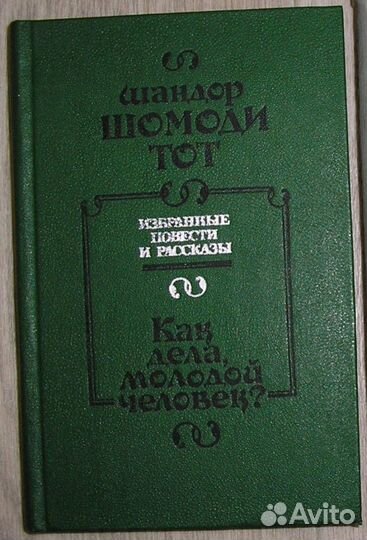 Шандор
ШОМОДИ
ТОТ
ИЗБРАННЫЕ
ПОВЕСТИ
И РАССКАЗЫ
Как
дела,
молодой
человек?
Avito